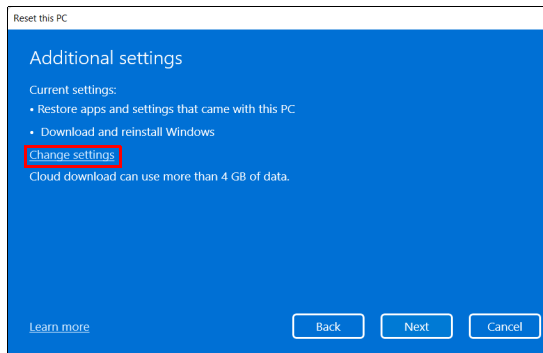 Reset this PC
Additional settings
Current settings:
• Restore apps and settings that came with this PC
• Download and reinstall Windows
Change settings
Cloud download can use more than 4 GB of data.
Learn more
Back
Next
Cancel